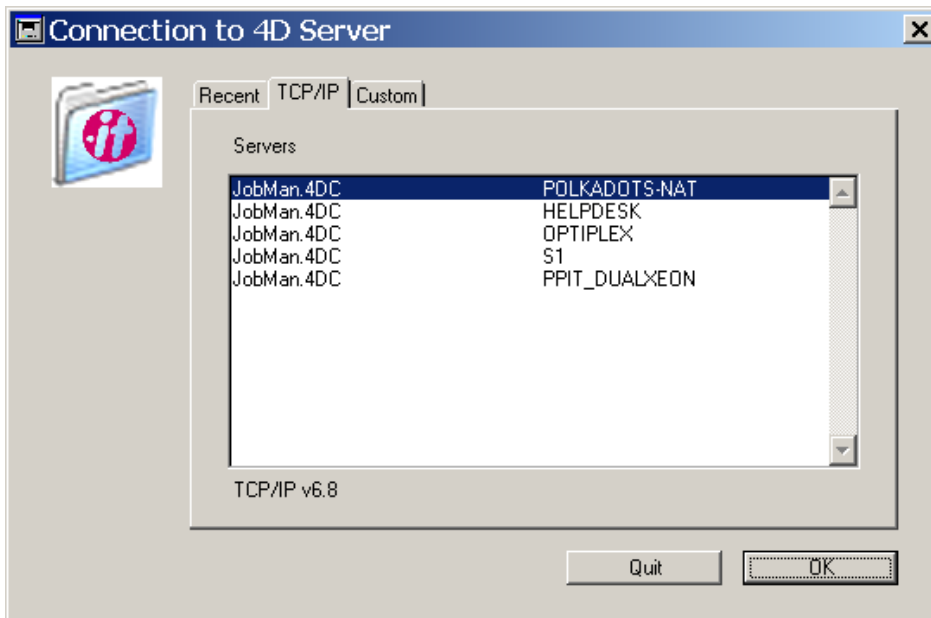 Connection to 4D Server
Recent TCP/IP Custom
.it
Servers
JobMan.4DC POLKADOTS-NAT
JobMan.4DC HELPDESK
JobMan.4DC OPTIPLEX
JobMan.4DC S1
JobMan.4DC PPIT_DUALXEON
TCP/IP v6.8
Quit OK